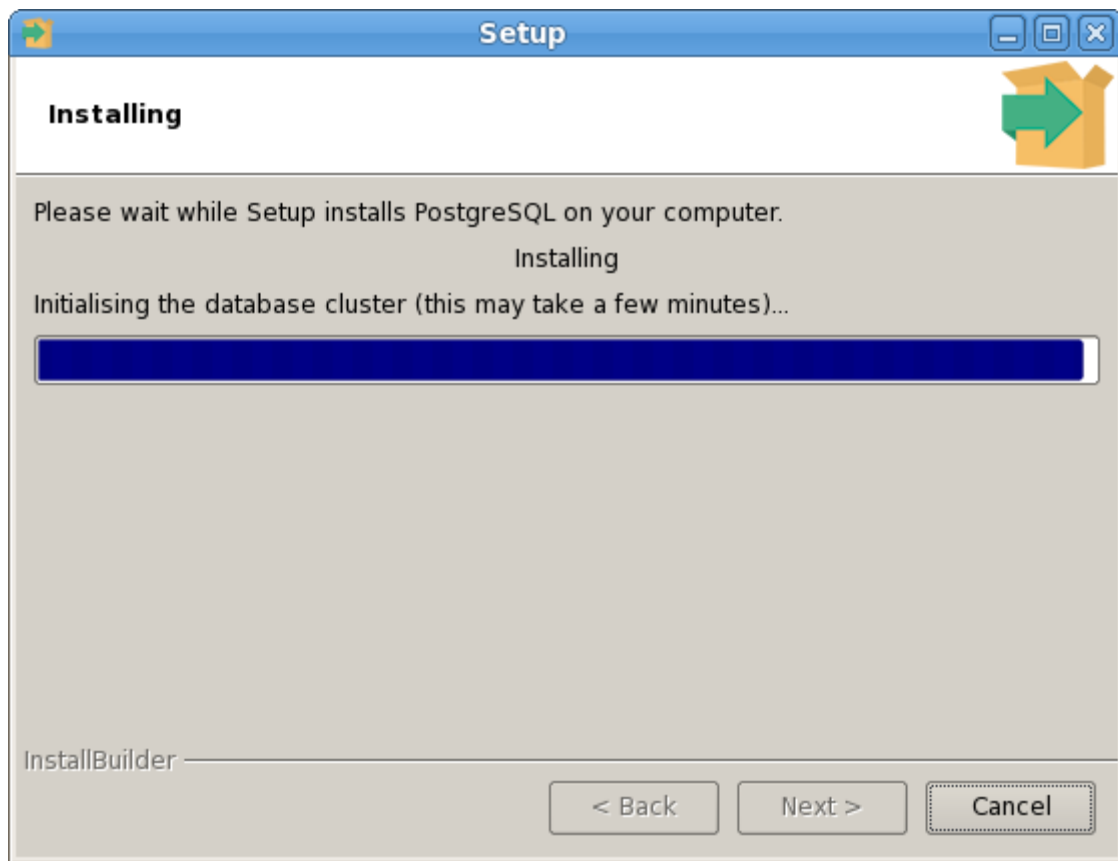 Setup
Installing
Please wait while Setup installs PostgreSQL on your computer.
Installing
Initialising the database cluster (this may take a few minutes)...
InstallBuilder
< Back Next > Cancel